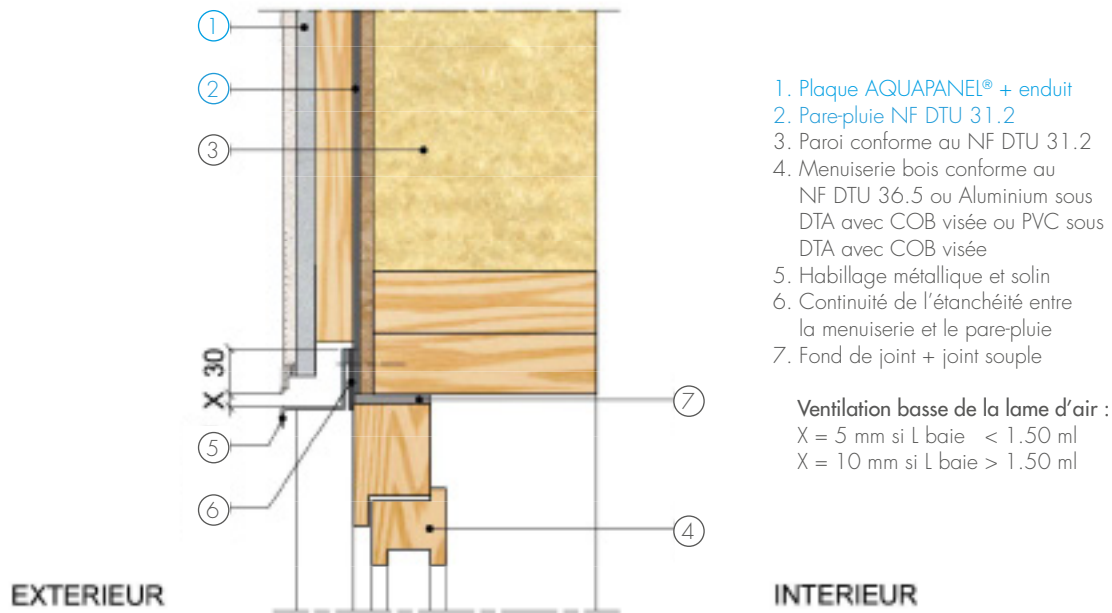 1
2
3
30
X
5
6
7
4
EXTERIEUR
INTERIEUR
1. Plaque AQUAPANEL® + enduit
2. Pare-pluie NF DTU 31.2
3. Paroi conforme au NF DTU 31.2
4. Menuiserie bois conforme au
NF DTU 36.5 ou Aluminium sous
DTA avec COB visée ou PVC sous
DTA avec COB visée
5. Habillage métallique et solin
6. Continuité de l'étanchéité entre
la menuiserie et le pare-pluie
7. Fond de joint + joint souple
Ventilation basse de la lame d'air :
X = 5 mm si L baie < 1.50 ml
X = 10 mm si L baie > 1.50 ml